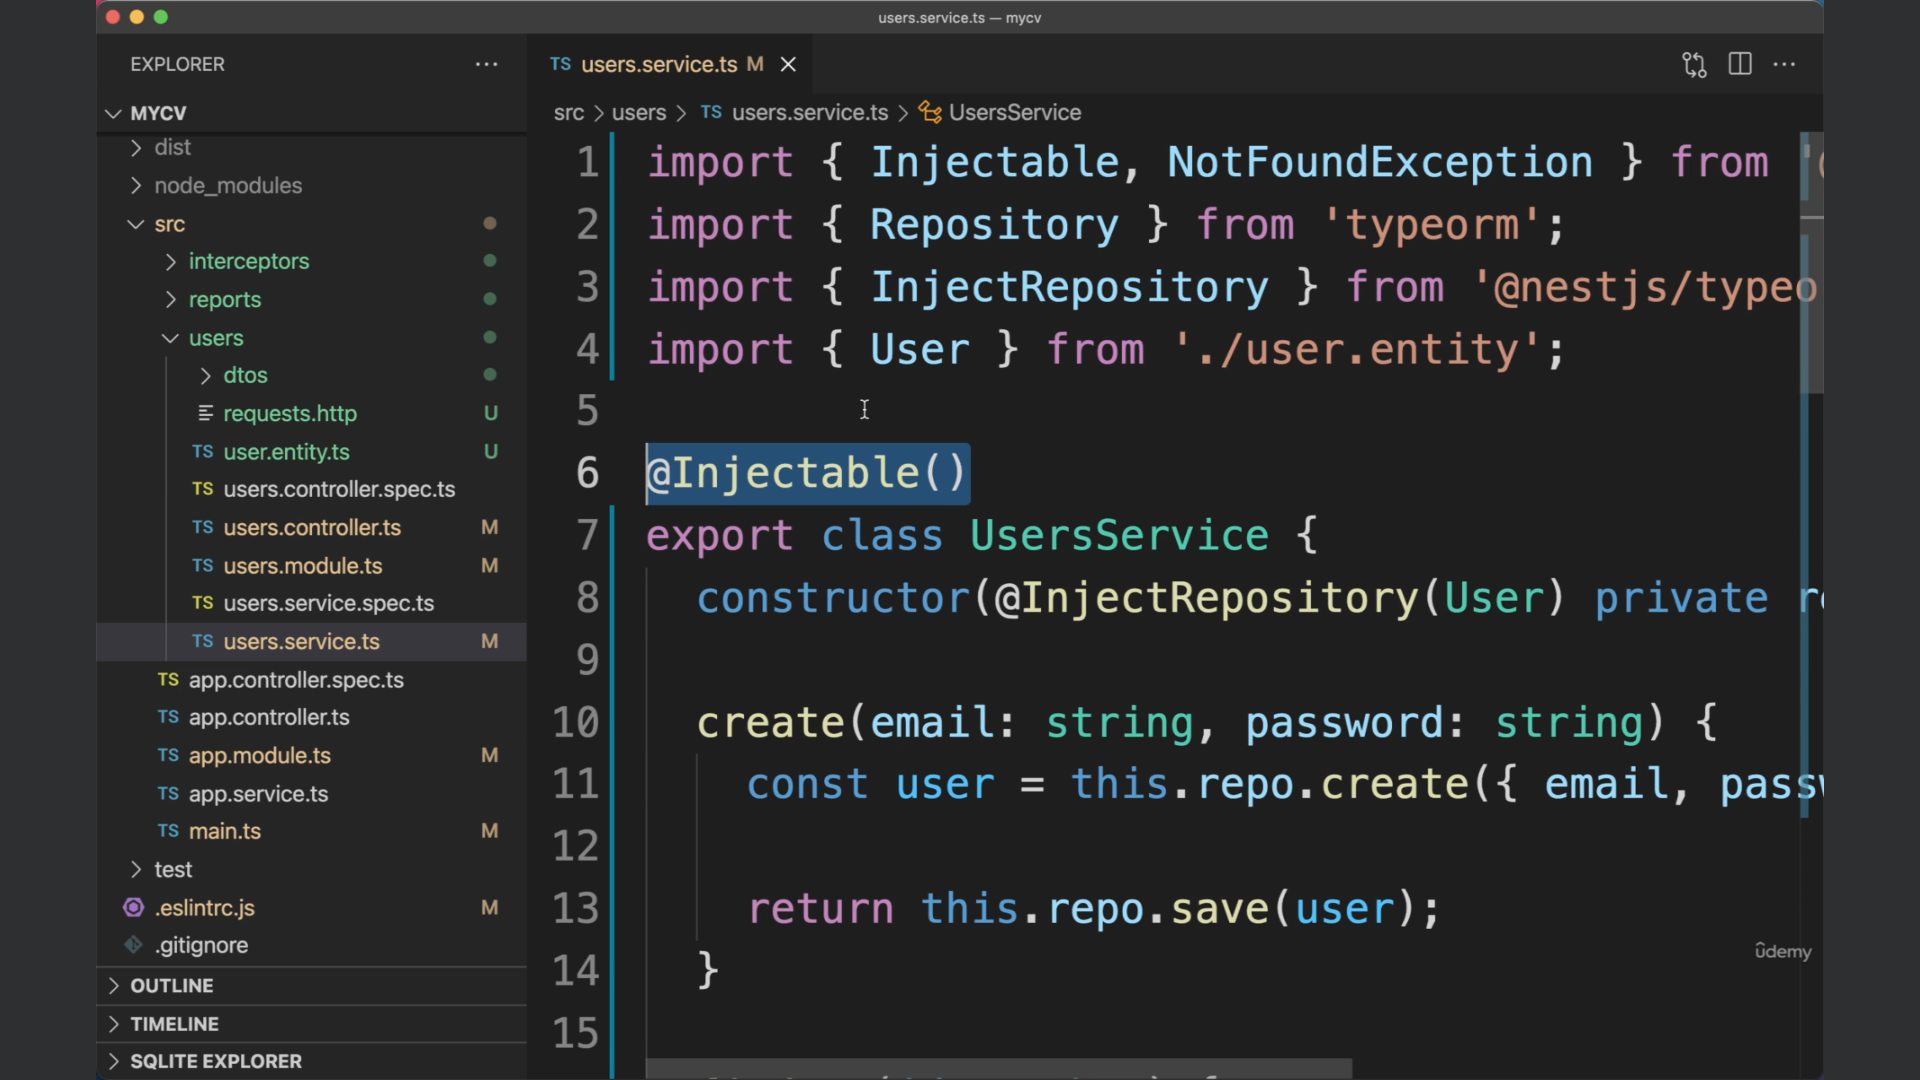 users.service.ts — mycv
EXPLORER
MYCV
dist
node_modules
src
interceptors
reports
users
dtos
requests.http U
TS user.entity.ts U
TS users.controller.spec.ts
TS users.controller.ts M
TS users.module.ts M
TS users.service.spec.ts
TS users.service.ts M
TS app.controller.spec.ts
TS app.controller.ts
TS app.module.ts M
TS app.service.ts
TS main.ts M
test
.eslintrc.js M
.gitignore
OUTLINE
TIMELINE
SQLITE EXPLORER
TS users.service.ts M
src > users > TS users.service.ts > UsersService
1 import { Injectable, NotFoundException } from '
2 import { Repository } from 'typeorm';
3 import { InjectRepository } from '@nestjs/typeo
4 import { User } from './user.entity';
5
6 @Injectable()
7 export class UsersService {
8 constructor(@InjectRepository(User) private r
9
10 create(email: string, password: string) {
11 const user = this.repo.create({ email, pass
12
13 return this.repo.save(user);
14 }
15
ûdemy